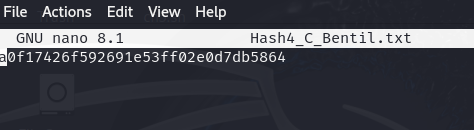 File Actions Edit View Help
GNU nano 8.1 Hash4_C_Bentil.txt
a0f17426f592691e53ff02e0d7db5864